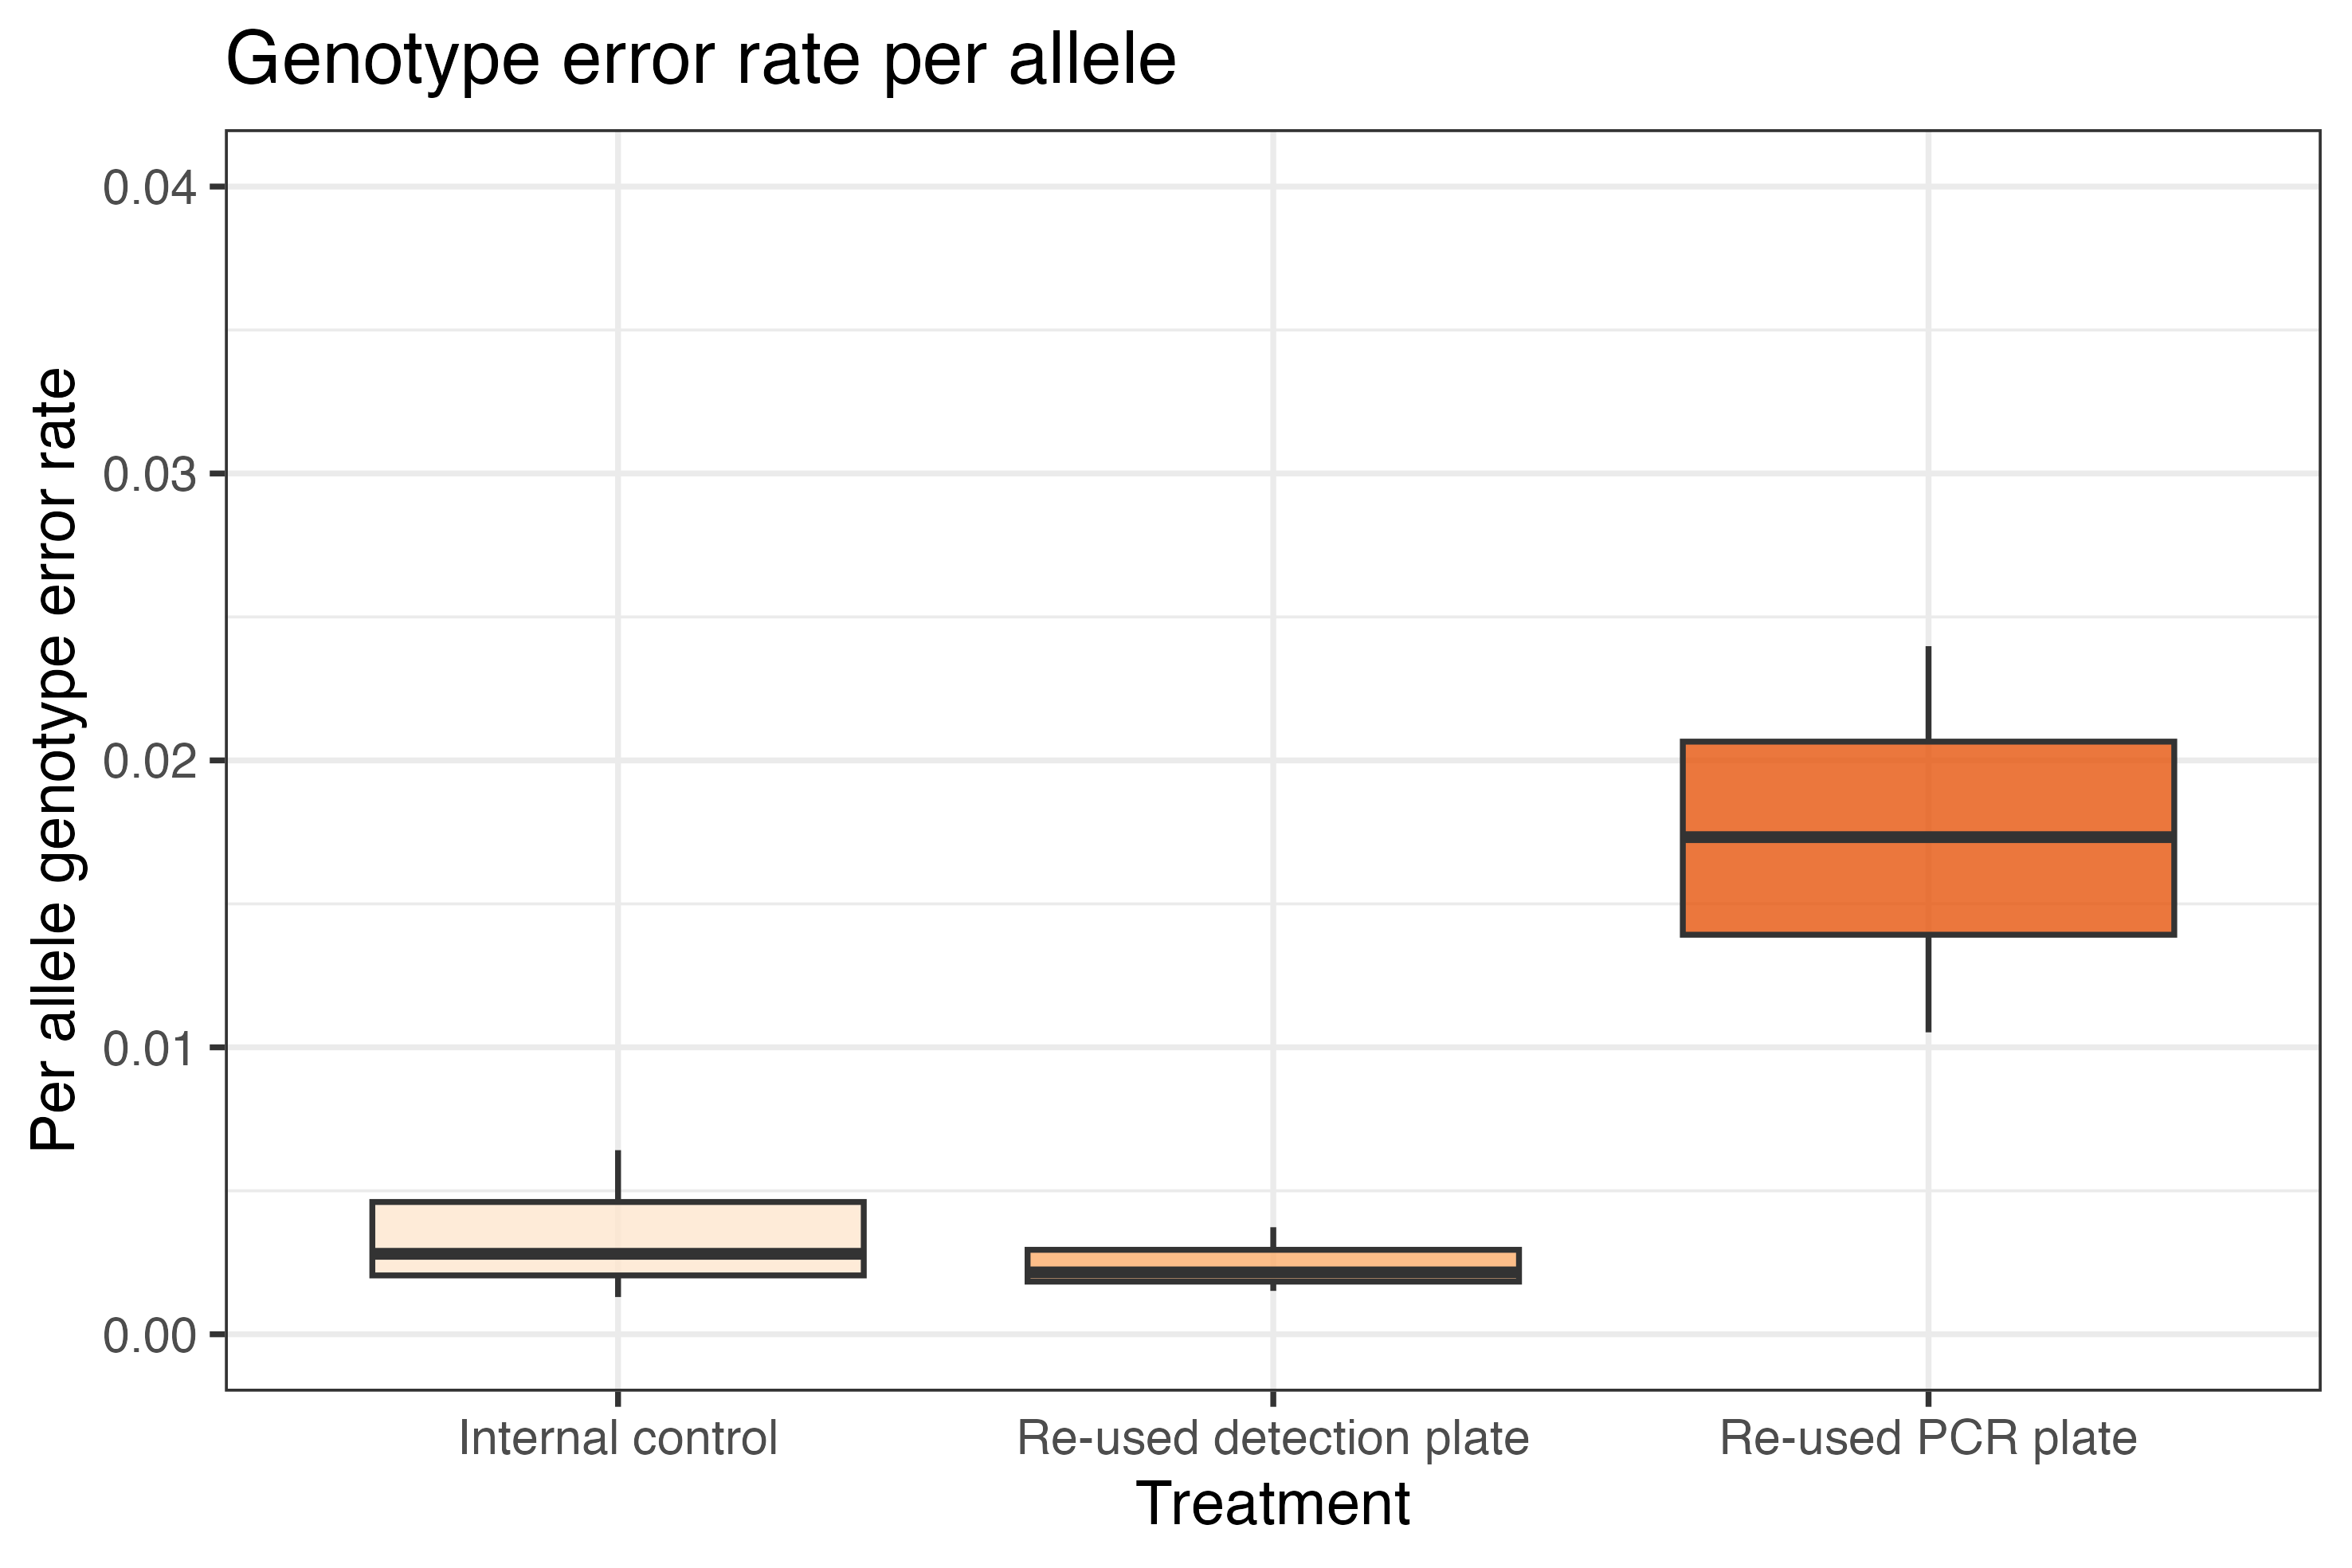 Genotype error rate per allele
Per allele genotype error rate
0.04
0.03
0.02
0.01
0.00
Internal control
Re-used detection plate
Re-used PCR plate
Treatment